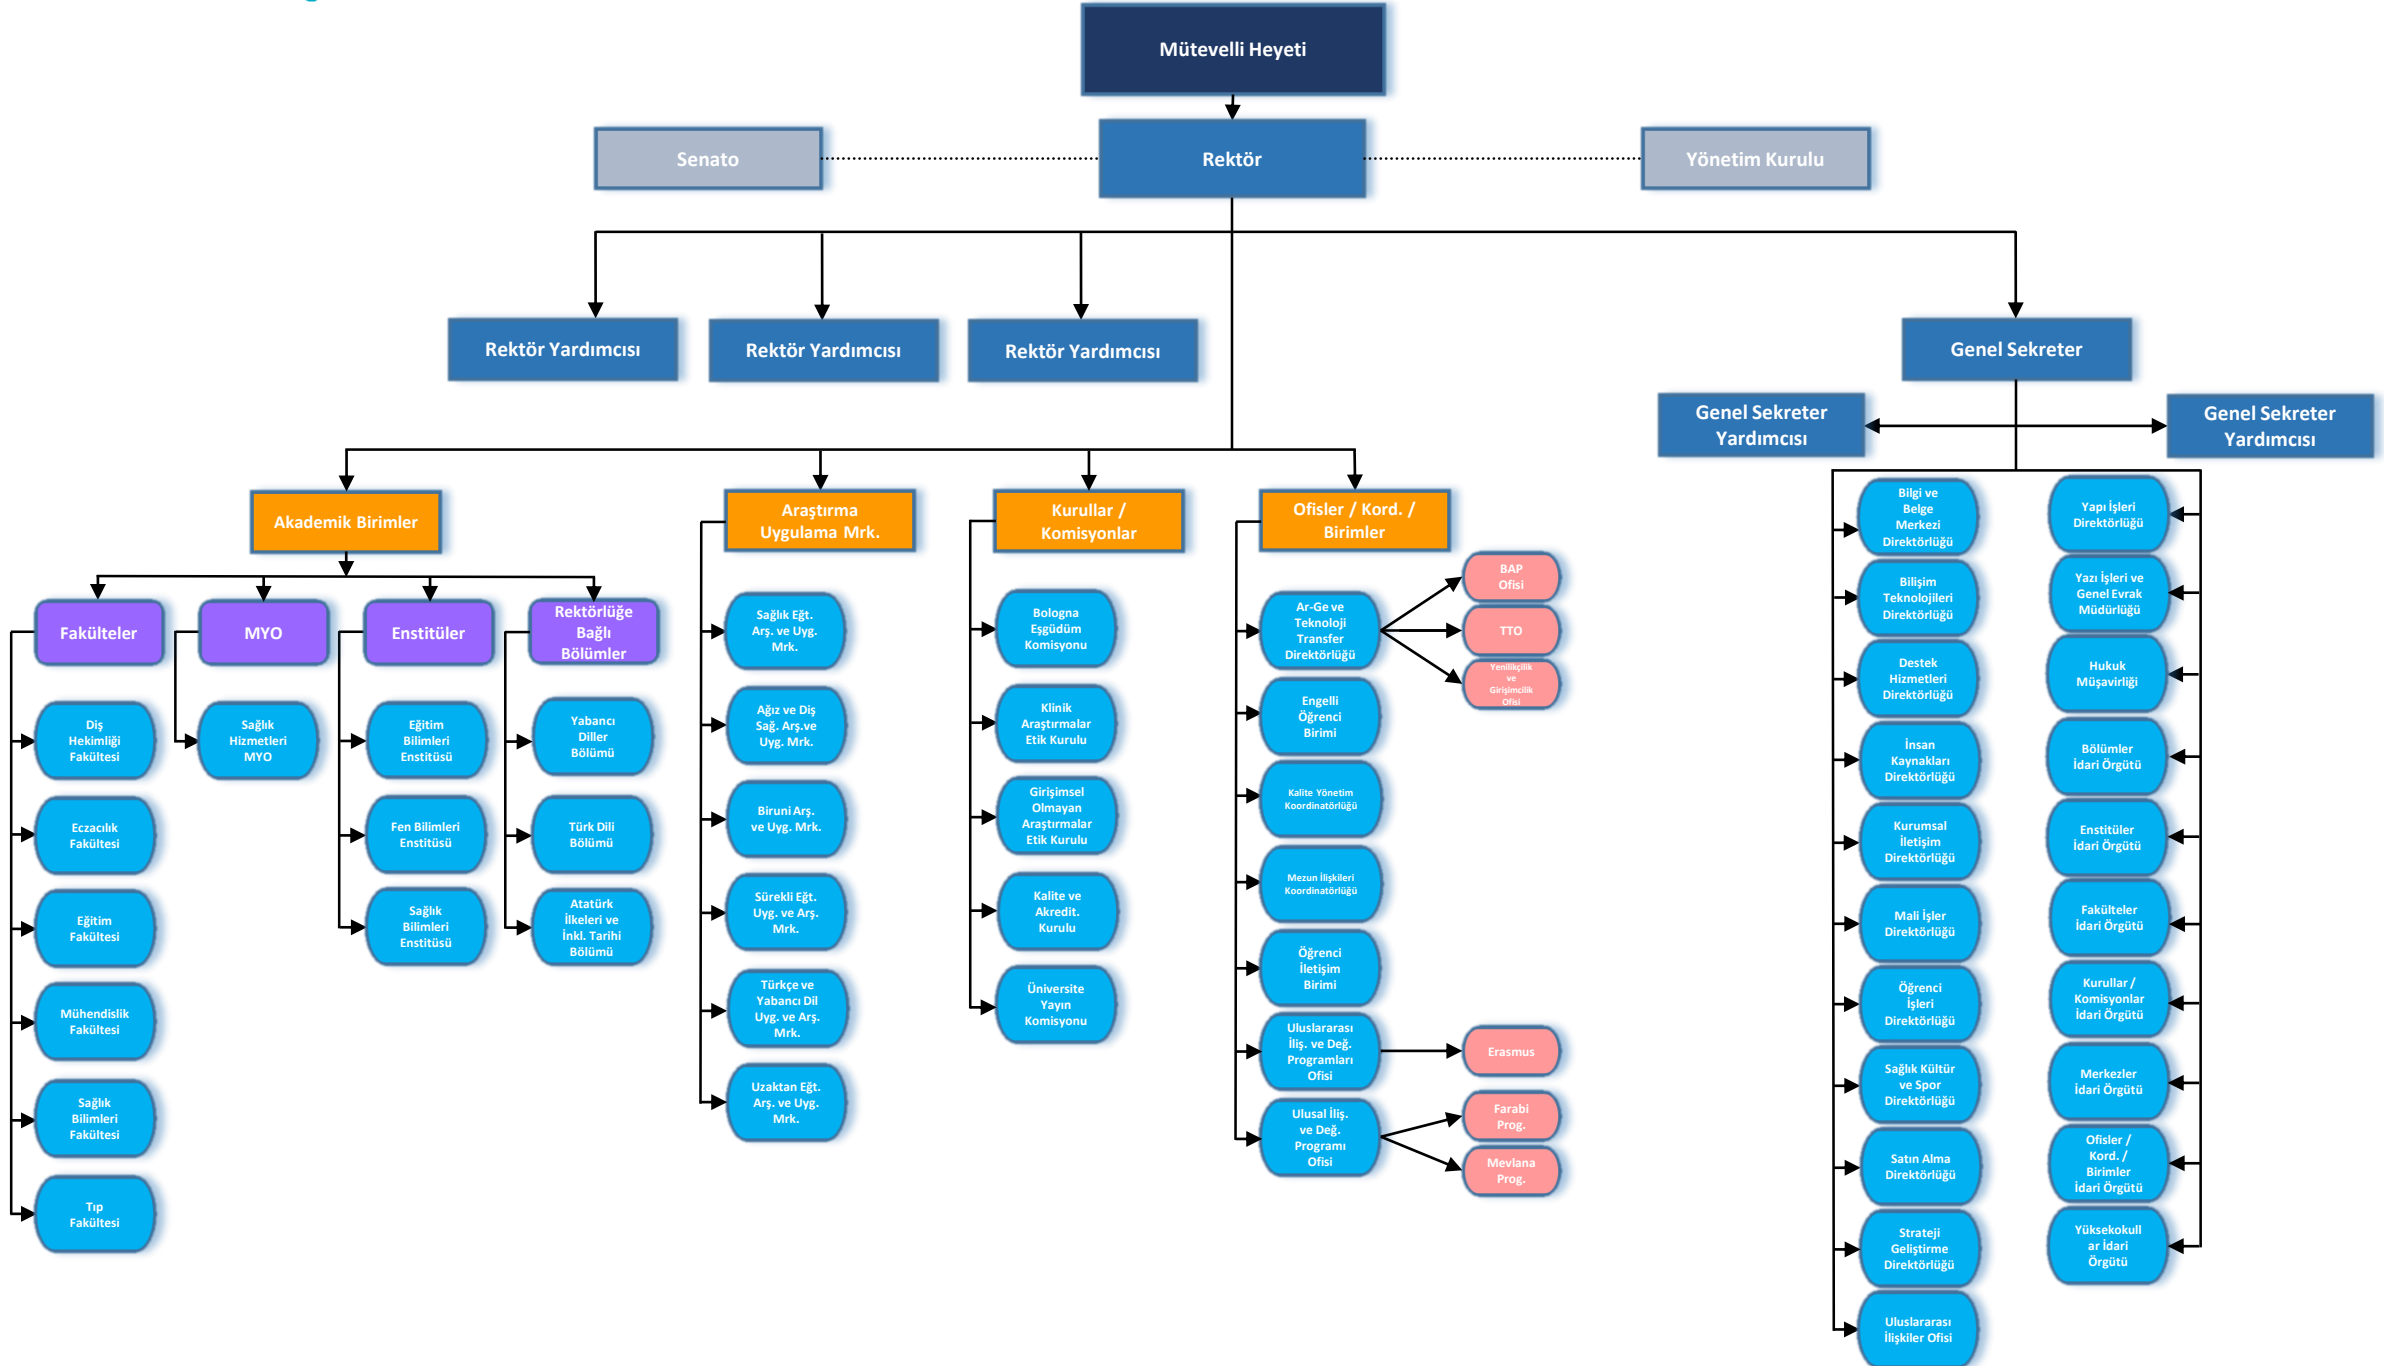 Mütevelli Heyeti
Senato
Rektör
Yönetim Kurulu
Rektör Yardımcısı
Rektör Yardımcısı
Rektör Yardımcısı
Genel Sekreter
Genel Sekreter
Yardımcısı
Genel Sekreter
Yardımcısı
Akademik Birimler
Araştırma
Uygulama Mrk.
Kurullar /
Komisyonlar
Ofisler / Kord. /
Birimler
Fakülteler
MYO
Enstitüler
Rektörlüğe
Bağlı
Bölümler
Diş
Hekimliği
Fakültesi
Eczacılık
Fakültesi
Eğitim
Fakültesi
Mühendislik
Fakültesi
Sağlık
Bilimleri
Fakültesi
Tıp
Fakültesi
Sağlık
Hizmetleri
MYO
Eğitim
Bilimleri
Enstitüsü
Fen Bilimleri
Enstitüsü
Sağlık
Bilimleri
Enstitüsü
Yabancı
Diller
Bölümü
Türk Dili
Bölümü
Atatürk
İlkeleri ve
İnkl. Tarihi
Bölümü
Sağlık Eğt.
Arş. ve Uyg.
Mrk.
Ağız ve Diş
Sağ. Arş.ve
Uyg. Mrk.
Biruni Arş.
ve Uyg. Mrk.
Sürekli Eğt.
Uyg. ve Arş.
Mrk.
Türkçe ve
Yabancı Dil
Uyg. ve Arş.
Mrk.
Uzaktan Eğt.
Arş. ve Uyg.
Mrk.
Bologna
Eşgüdüm
Komisyonu
Klinik
Araştırmalar
Etik Kurulu
Girişimsel
Olmayan
Araştırmalar
Etik Kurulu
Kalite ve
Akredit.
Kurulu
Üniversite
Yayın
Komisyonu
Ar-Ge ve
Teknoloji
Transfer
Direktörlüğü
BAP
Ofisi
TTO
Yenilikçilik
ve
Girişimcilik
Ofisi
Engelli
Öğrenci
Birimi
Kalite Yönetim
Koordinatörlüğü
Mezun İlişkileri
Koordinatörlüğü
Öğrenci
İletişim
Birimi
Uluslararası
İliş. ve Değ.
Programları
Ofisi
Erasmus
Ulusal İliş.
ve Değ.
Programı
Ofisi
Farabi
Prog.
Mevlana
Prog.
Bilgi ve
Belge
Merkezi
Direktörlüğü
Bilişim
Teknolojileri
Direktörlüğü
Destek
Hizmetleri
Direktörlüğü
İnsan
Kaynakları
Direktörlüğü
Kurumsal
İletişim
Direktörlüğü
Mali İşler
Direktörlüğü
Öğrenci
İşleri
Direktörlüğü
Sağlık Kültür
ve Spor
Direktörlüğü
Satın Alma
Direktörlüğü
Strateji
Geliştirme
Direktörlüğü
Uluslararası
İlişkiler Ofisi
Yapı İşleri
Direktörlüğü
Yazı İşleri ve
Genel Evrak
Müdürlüğü
Hukuk
Müşavirliği
Bölümler
İdari Örgütü
Enstitüler
İdari Örgütü
Fakülteler
İdari Örgütü
Kurullar /
Komisyonlar
İdari Örgütü
Merkezler
İdari Örgütü
Ofisler /
Kord. /
Birimler
İdari Örgütü
Yüksekokull
ar İdari
Örgütü